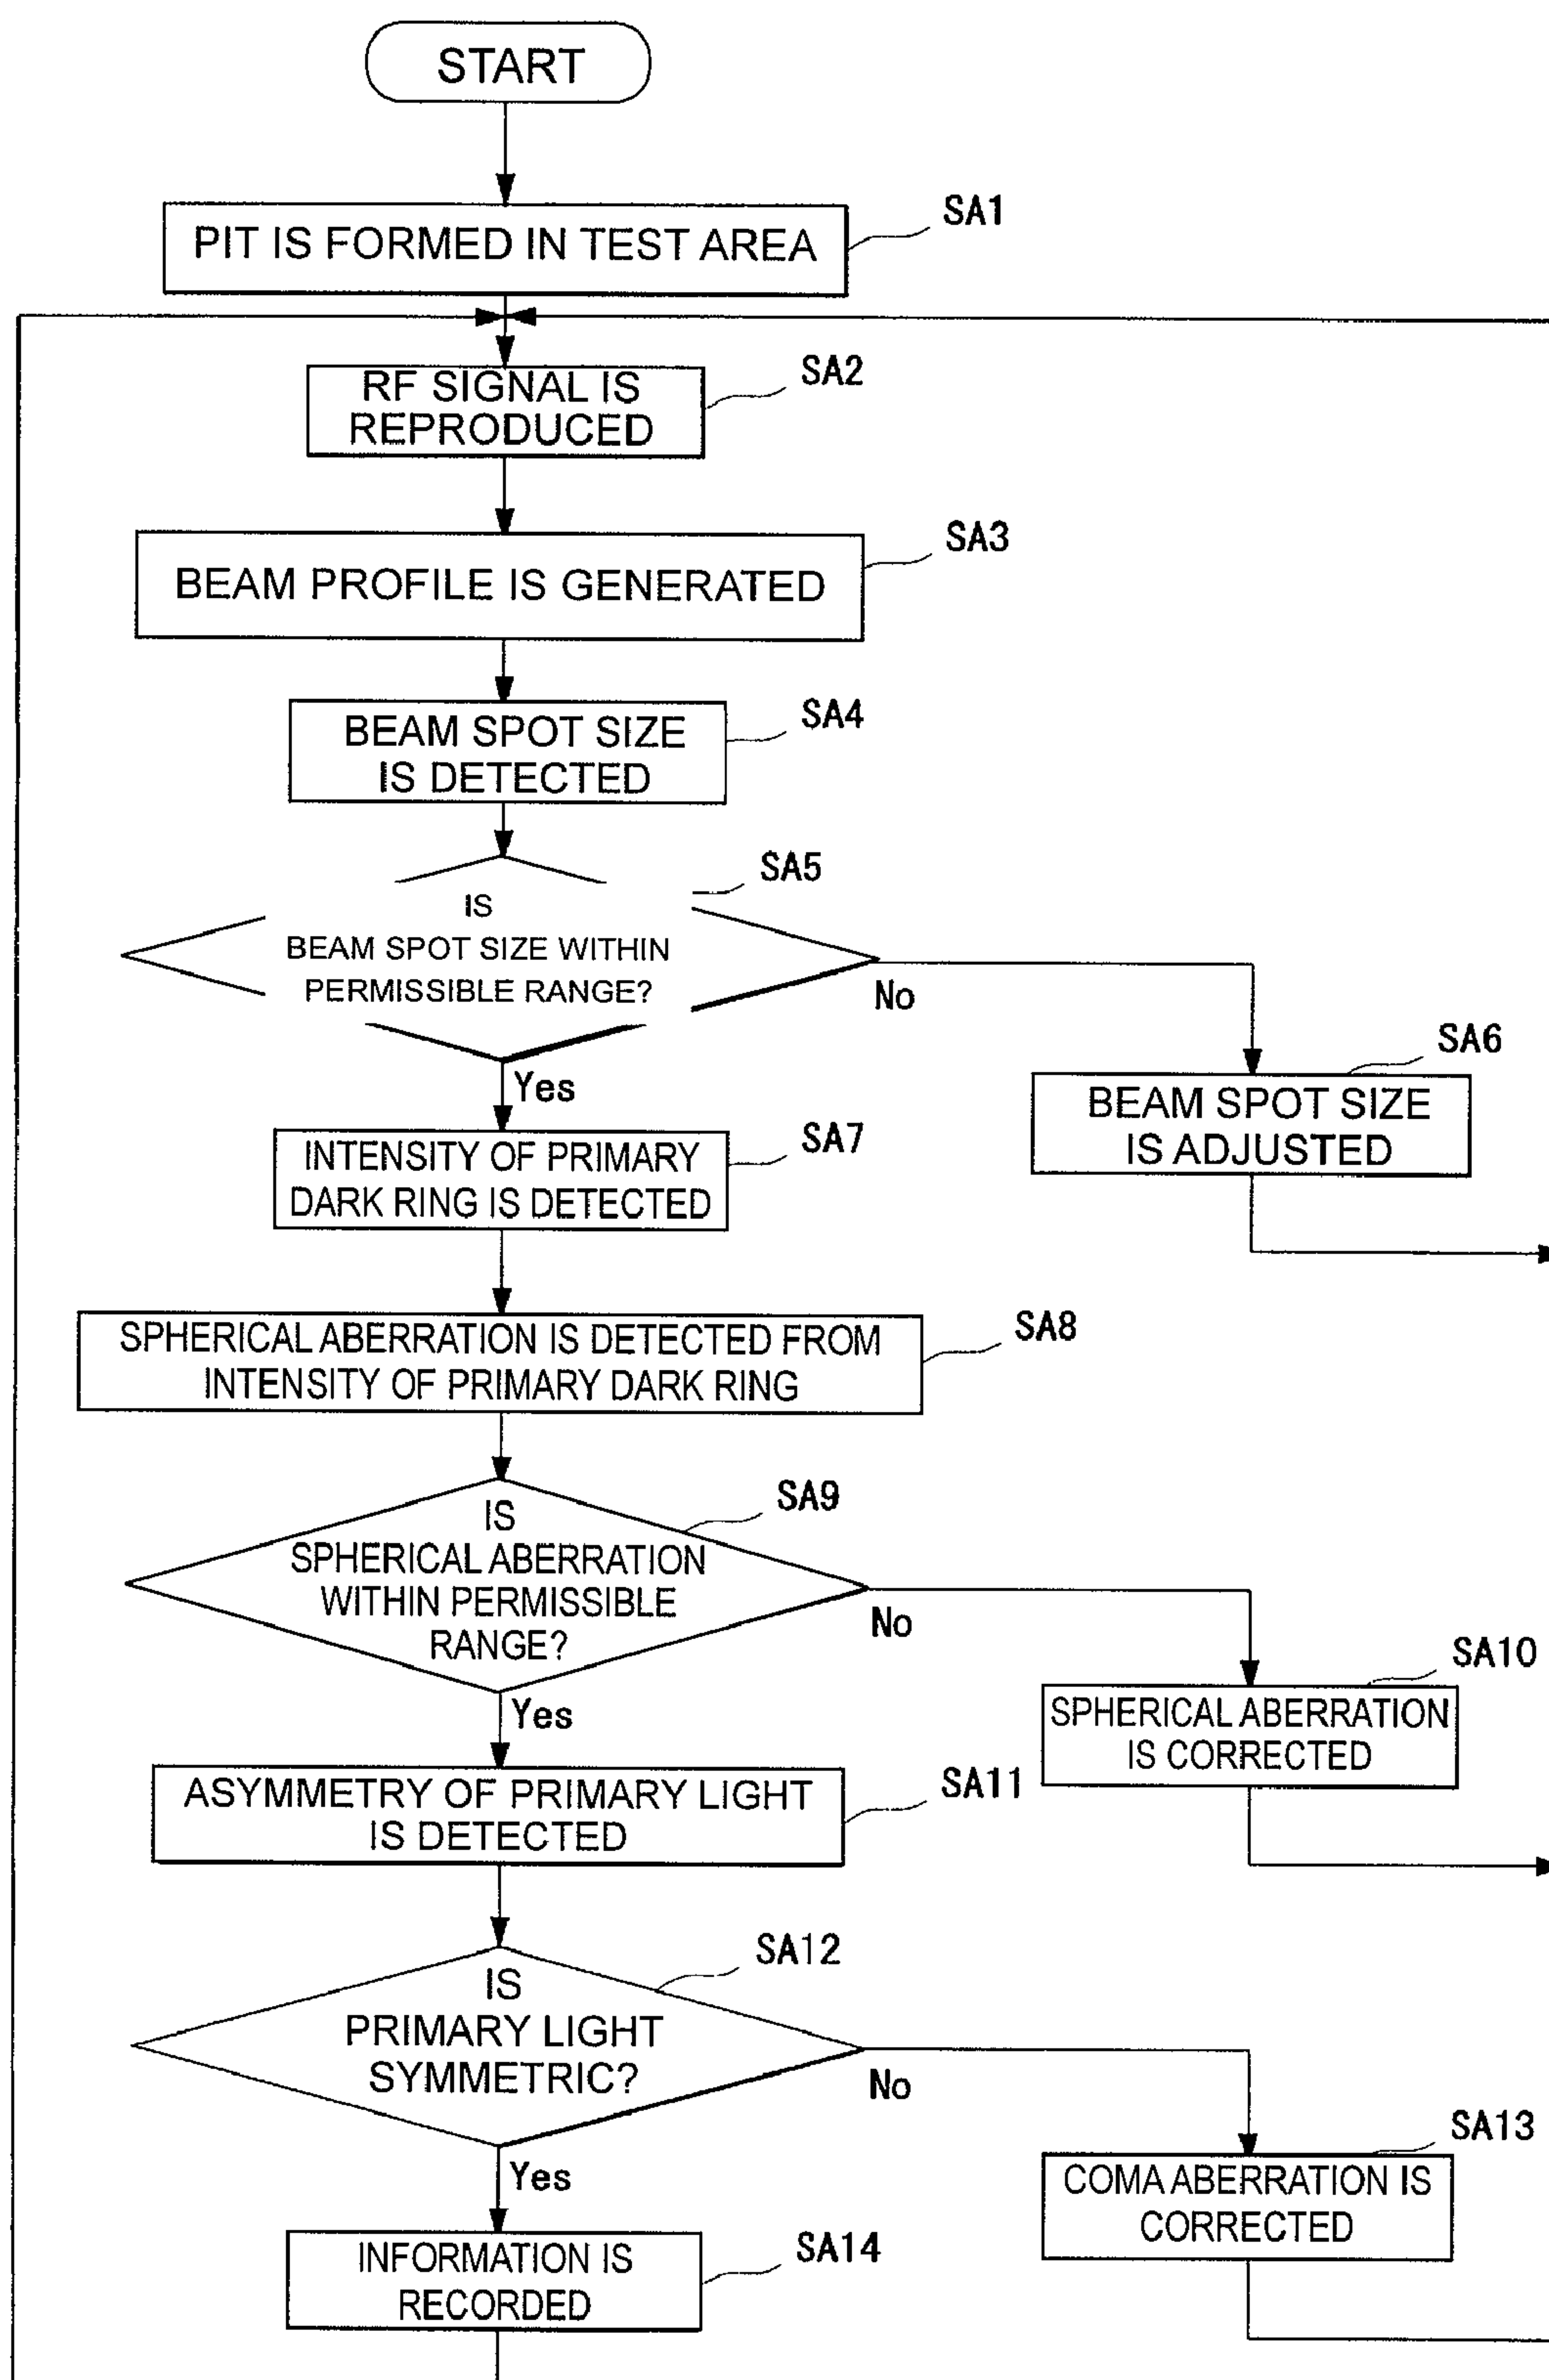 START
SA1
PIT IS FORMED IN TEST AREA
SA2
RF SIGNAL IS
REPRODUCED
SA3
BEAM PROFILE IS GENERATED
SA4
BEAM SPOT SIZE
IS DETECTED
SA5
IS
BEAM SPOT SIZE WITHIN
PERMISSIBLE RANGE?
No
Yes
SA6
BEAM SPOT SIZE
IS ADJUSTED
SA7
INTENSITY OF PRIMARY
DARK RING IS DETECTED
SA8
SPHERICAL ABERRATION IS DETECTED FROM
INTENSITY OF PRIMARY DARK RING
SA9
IS
SPHERICAL ABERRATION
WITHIN PERMISSIBLE
RANGE?
No
Yes
SA10
SPHERICAL ABERRATION
IS CORRECTED
SA11
ASYMMETRY OF PRIMARY LIGHT
IS DETECTED
SA12
IS
PRIMARY LIGHT
SYMMETRIC?
No
Yes
SA13
COMA ABERRATION IS
CORRECTED
SA14
INFORMATION IS
RECORDED